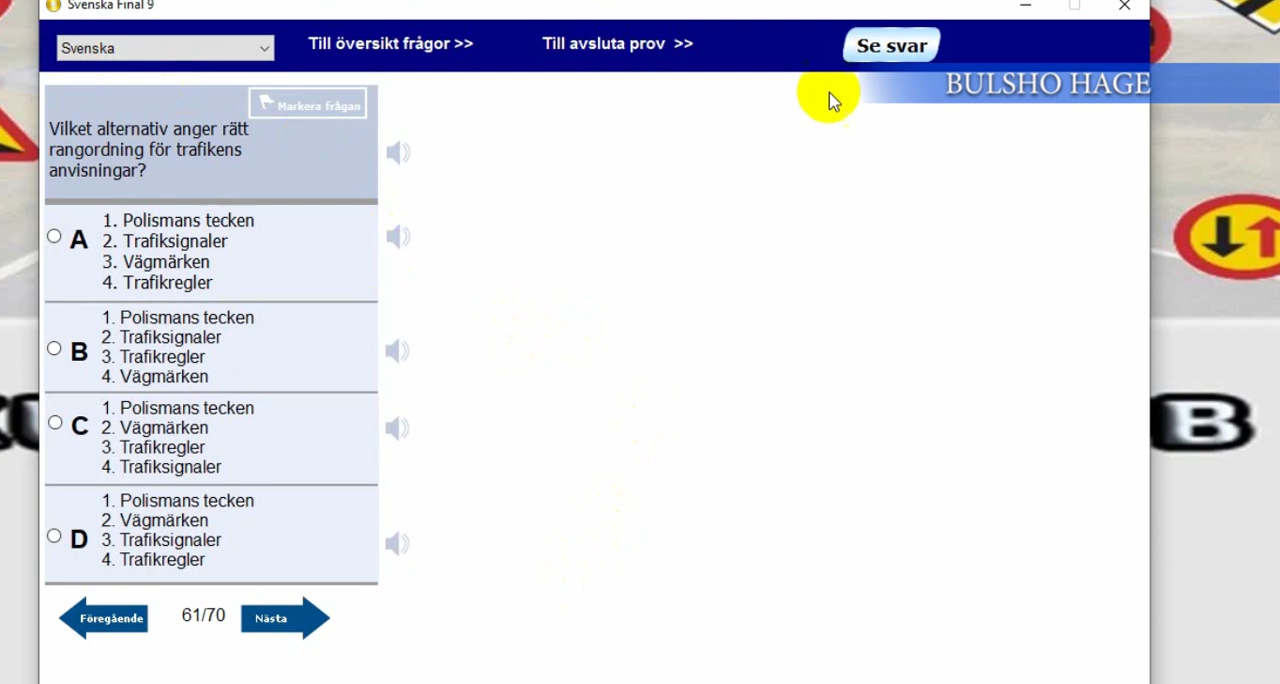 Svenska Final 9
Svenska
Till översikt frågor >>
Till avsluta prov >>
Se svar
BULSHO HAGE
Markera frågan
Vilket alternativ anger rätt
rangordning för trafikens
anvisningar?
A
1. Polismans tecken
2. Trafiksignaler
3. Vägmärken
4. Trafikregler
B
1. Polismans tecken
2. Trafiksignaler
3. Trafikregler
4. Vägmärken
C
1. Polismans tecken
2. Vägmärken
3. Trafikregler
4. Trafiksignaler
D
1. Polismans tecken
2. Vägmärken
3. Trafiksignaler
4. Trafikregler
Föregående
61/70
Nästa
B